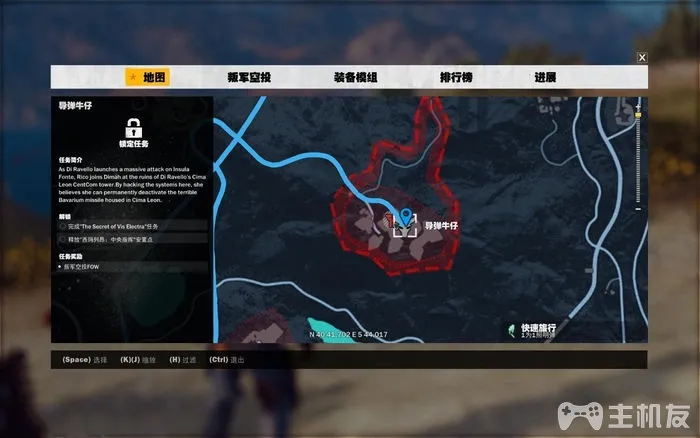 X
地图 叛军空投 装备模组 排行榜 进展
导弹牛仔
锁定任务
任务简介
As Di Ravello launches a massive attack on Insula
Fonte, Rico joins Dimah at the ruins of Di Ravello's Cima
Leon CentCom tower. By hacking the systems here, she
believes she can permanently deactivate the terrible
Bavarium missile housed in Cima Leon.
解锁
完成"The Secret of Vis Electra"任务
释放"西玛列昂：中央指挥"安置点
任务奖励
叛军空投FOW
导弹牛仔
N 40 41.702 E 5 44.017
快速旅行
(Space) 选择 (K)(J) 缩放 (H) 过滤 (Ctrl) 退出
主机友